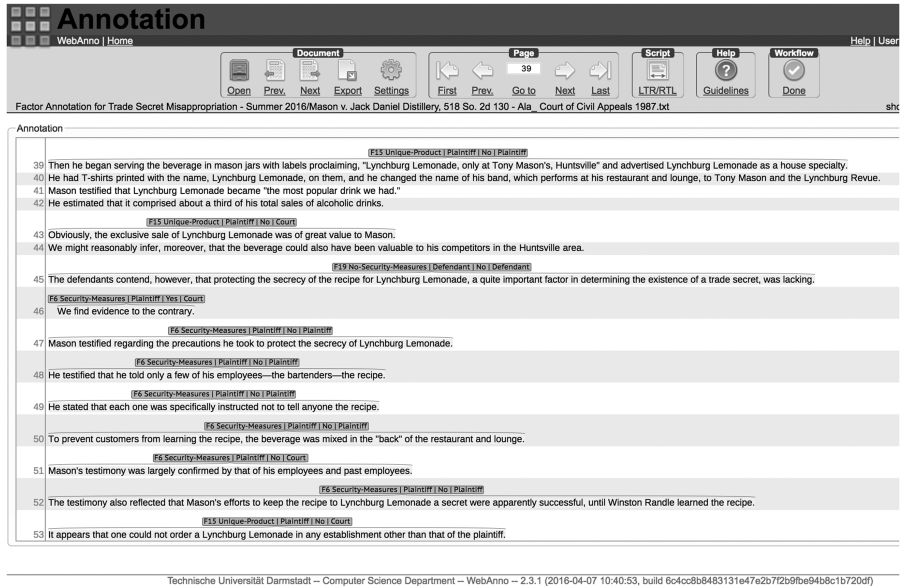 Annotation
WebAnno | Home
Help | User
Document
Page
Script
Help
Workflow
39
Open Prev. Next Export Settings First Prev. Go to Next Last LTR/RTL Guidelines Done
Factor Annotation for Trade Secret Misappropriation - Summer 2016/Mason v. Jack Daniel Distillery, 518 So. 2d 130 - Ala_ Court of Civil Appeals 1987.txt
Annotation
F15 Unique-Product | Plaintiff | No | Plaintiff
39 Then he began serving the beverage in mason jars with labels proclaiming, "Lynchburg Lemonade, only at Tony Mason's, Huntsville" and advertised Lynchburg Lemonade as a house specialty.
40 He had T-shirts printed with the name, Lynchburg Lemonade, on them, and he changed the name of his band, which performs at his restaurant and lounge, to Tony Mason and the Lynchburg Revue.
41 Mason testified that Lynchburg Lemonade became "the most popular drink we had."
42 He estimated that it comprised about a third of his total sales of alcoholic drinks.
F15 Unique-Product | Plaintiff | No | Court
43 Obviously, the exclusive sale of Lynchburg Lemonade was of great value to Mason.
44 We might reasonably infer, moreover, that the beverage could also have been valuable to his competitors in the Huntsville area.
F19 No-Security-Measures | Defendant | No | Defendant
45 The defendants contend, however, that protecting the secrecy of the recipe for Lynchburg Lemonade, a quite important factor in determining the existence of a trade secret, was lacking.
F6 Security-Measures | Plaintiff | Yes | Court
46 We find evidence to the contrary.
F6 Security-Measures | Plaintiff | No | Plaintiff
47 Mason testified regarding the precautions he took to protect the secrecy of Lynchburg Lemonade.
F6 Security-Measures | Plaintiff | No | Plaintiff
48 He testified that he told only a few of his employees—the bartenders—the recipe.
F6 Security-Measures | Plaintiff | No | Plaintiff
49 He stated that each one was specifically instructed not to tell anyone the recipe.
F6 Security-Measures | Plaintiff | No | Plaintiff
50 To prevent customers from learning the recipe, the beverage was mixed in the "back" of the restaurant and lounge.
F6 Security-Measures | Plaintiff | No | Court
51 Mason's testimony was largely confirmed by that of his employees and past employees.
F6 Security-Measures | Plaintiff | No | Plaintiff
52 The testimony also reflected that Mason's efforts to keep the recipe to Lynchburg Lemonade a secret were apparently successful, until Winston Randle learned the recipe.
F15 Unique-Product | Plaintiff | No | Court
53 It appears that one could not order a Lynchburg Lemonade in any establishment other than that of the plaintiff.
Technische Universität Darmstadt -- Computer Science Department -- WebAnno -- 2.3.1 (2016-04-07 10:40:53, build 6c4cc8b8483131e47e2b7f2b9fbe94b8c1b720df)